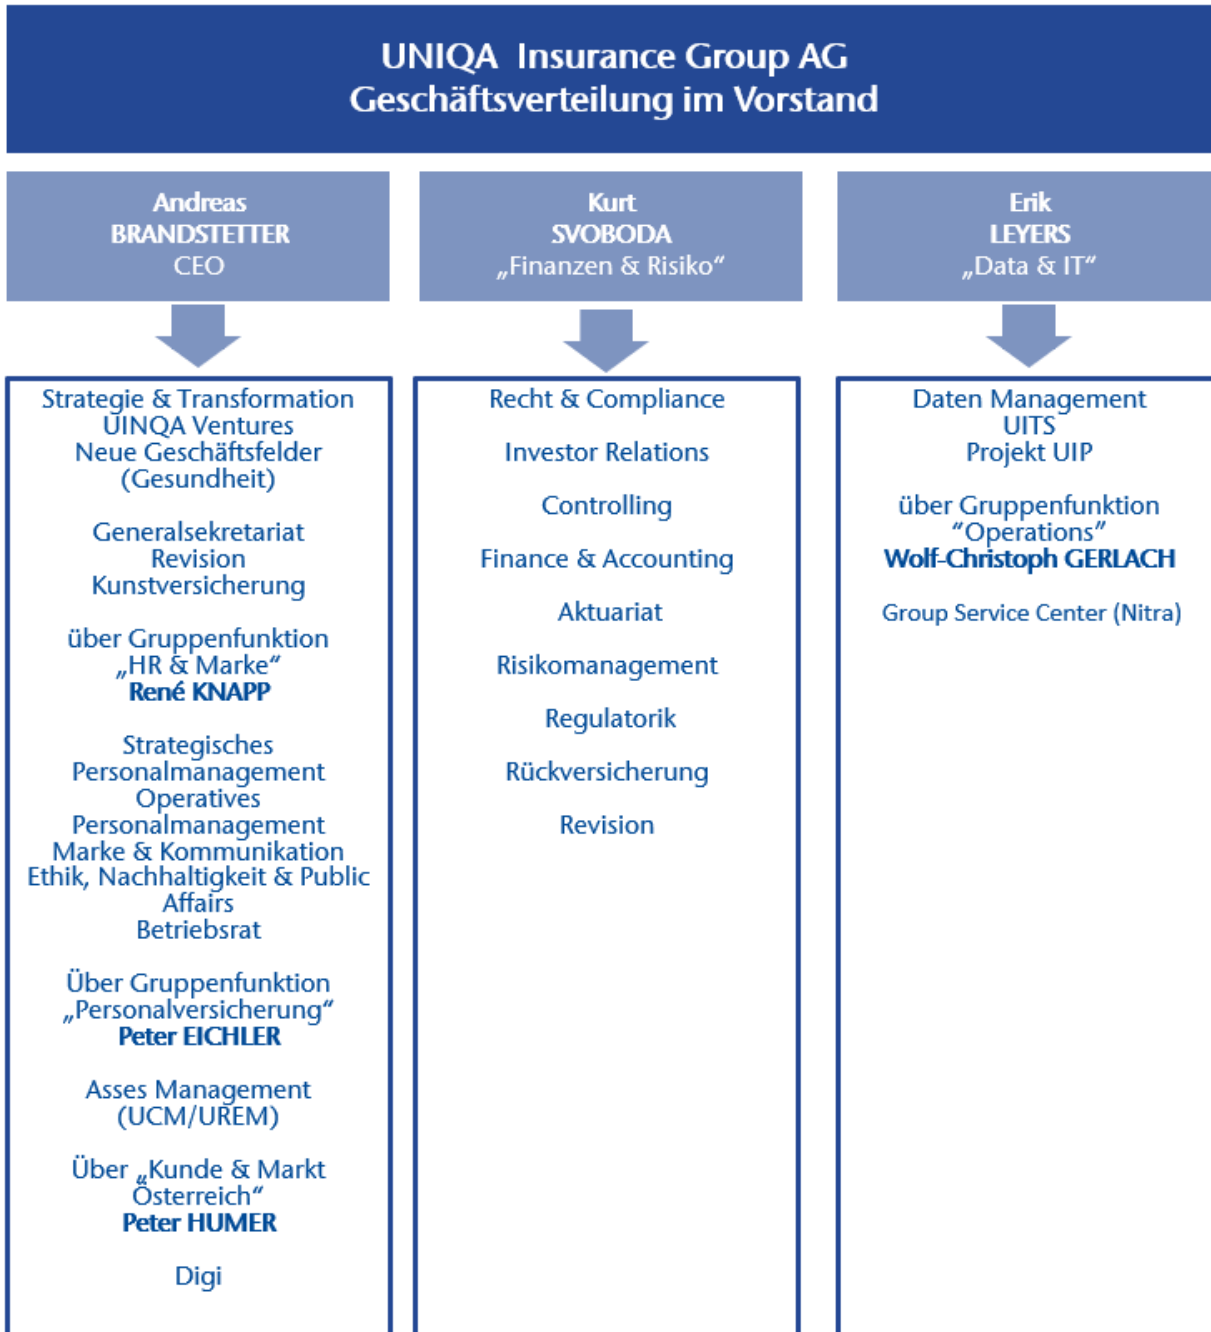 UNIQA Insurance Group AG
Geschäftsverteilung im Vorstand
Andreas
BRANDSTETTER
CEO
Strategie & Transformation
UINQA Ventures
Neue Geschäftsfelder
(Gesundheit)
Generalsekretariat
Revision
Kunstversicherung
über Gruppenfunktion
„HR & Marke“
René KNAPP
Strategisches
Personalmanagement
Operatives
Personalmanagement
Marke & Kommunikation
Ethik, Nachhaltigkeit & Public
Affairs
Betriebsrat
Über Gruppenfunktion
„Personalversicherung“
Peter EICHLER
Asses Management
(UCM/UREM)
Über „Kunde & Markt
Österreich“
Peter HUMER
Digi
Kurt
SVOBODA
„Finanzen & Risiko“
Recht & Compliance
Investor Relations
Controlling
Finance & Accounting
Aktuariat
Risikomanagement
Regulatorik
Rückversicherung
Revision
Erik
LEYERS
„Data & IT“
Daten Management
UITS
Projekt UIP
über Gruppenfunktion
“Operations”
Wolf-Christoph GERLACH
Group Service Center (Nitra)